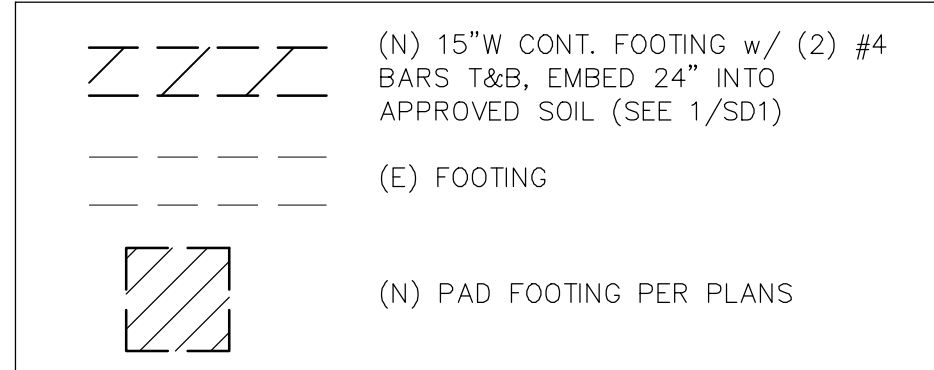 (N) 15”W CONT. FOOTING w/ (2) #4
BARS T&B, EMBED 24” INTO
APPROVED SOIL (SEE 1/SD1)
(E) FOOTING
(N) PAD FOOTING PER PLANS